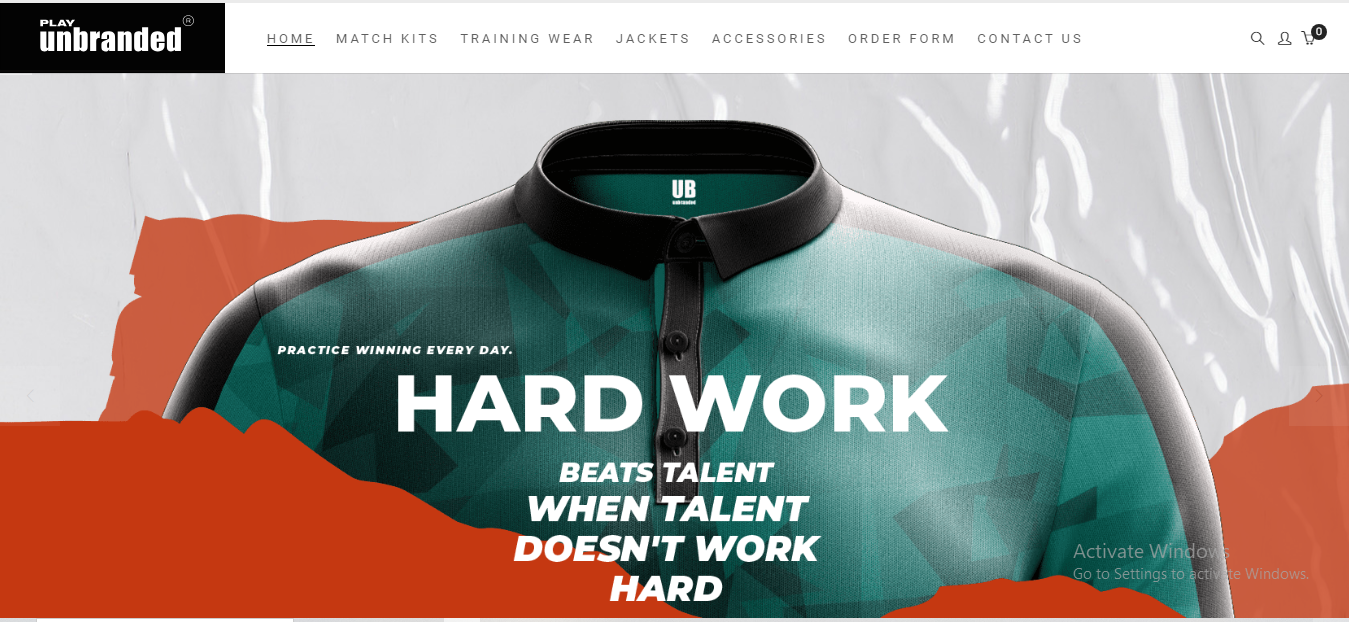 PLAY
unbranded ®
HOME MATCH KITS TRAINING WEAR JACKETS ACCESSORIES ORDER FORM CONTACT US
0
UB
unbranded
PRACTICE WINNING EVERY DAY.
HARD WORK
BEATS TALENT
WHEN TALENT
DOESN'T WORK
HARD
Activate Windows
Go to Settings to activate Windows.